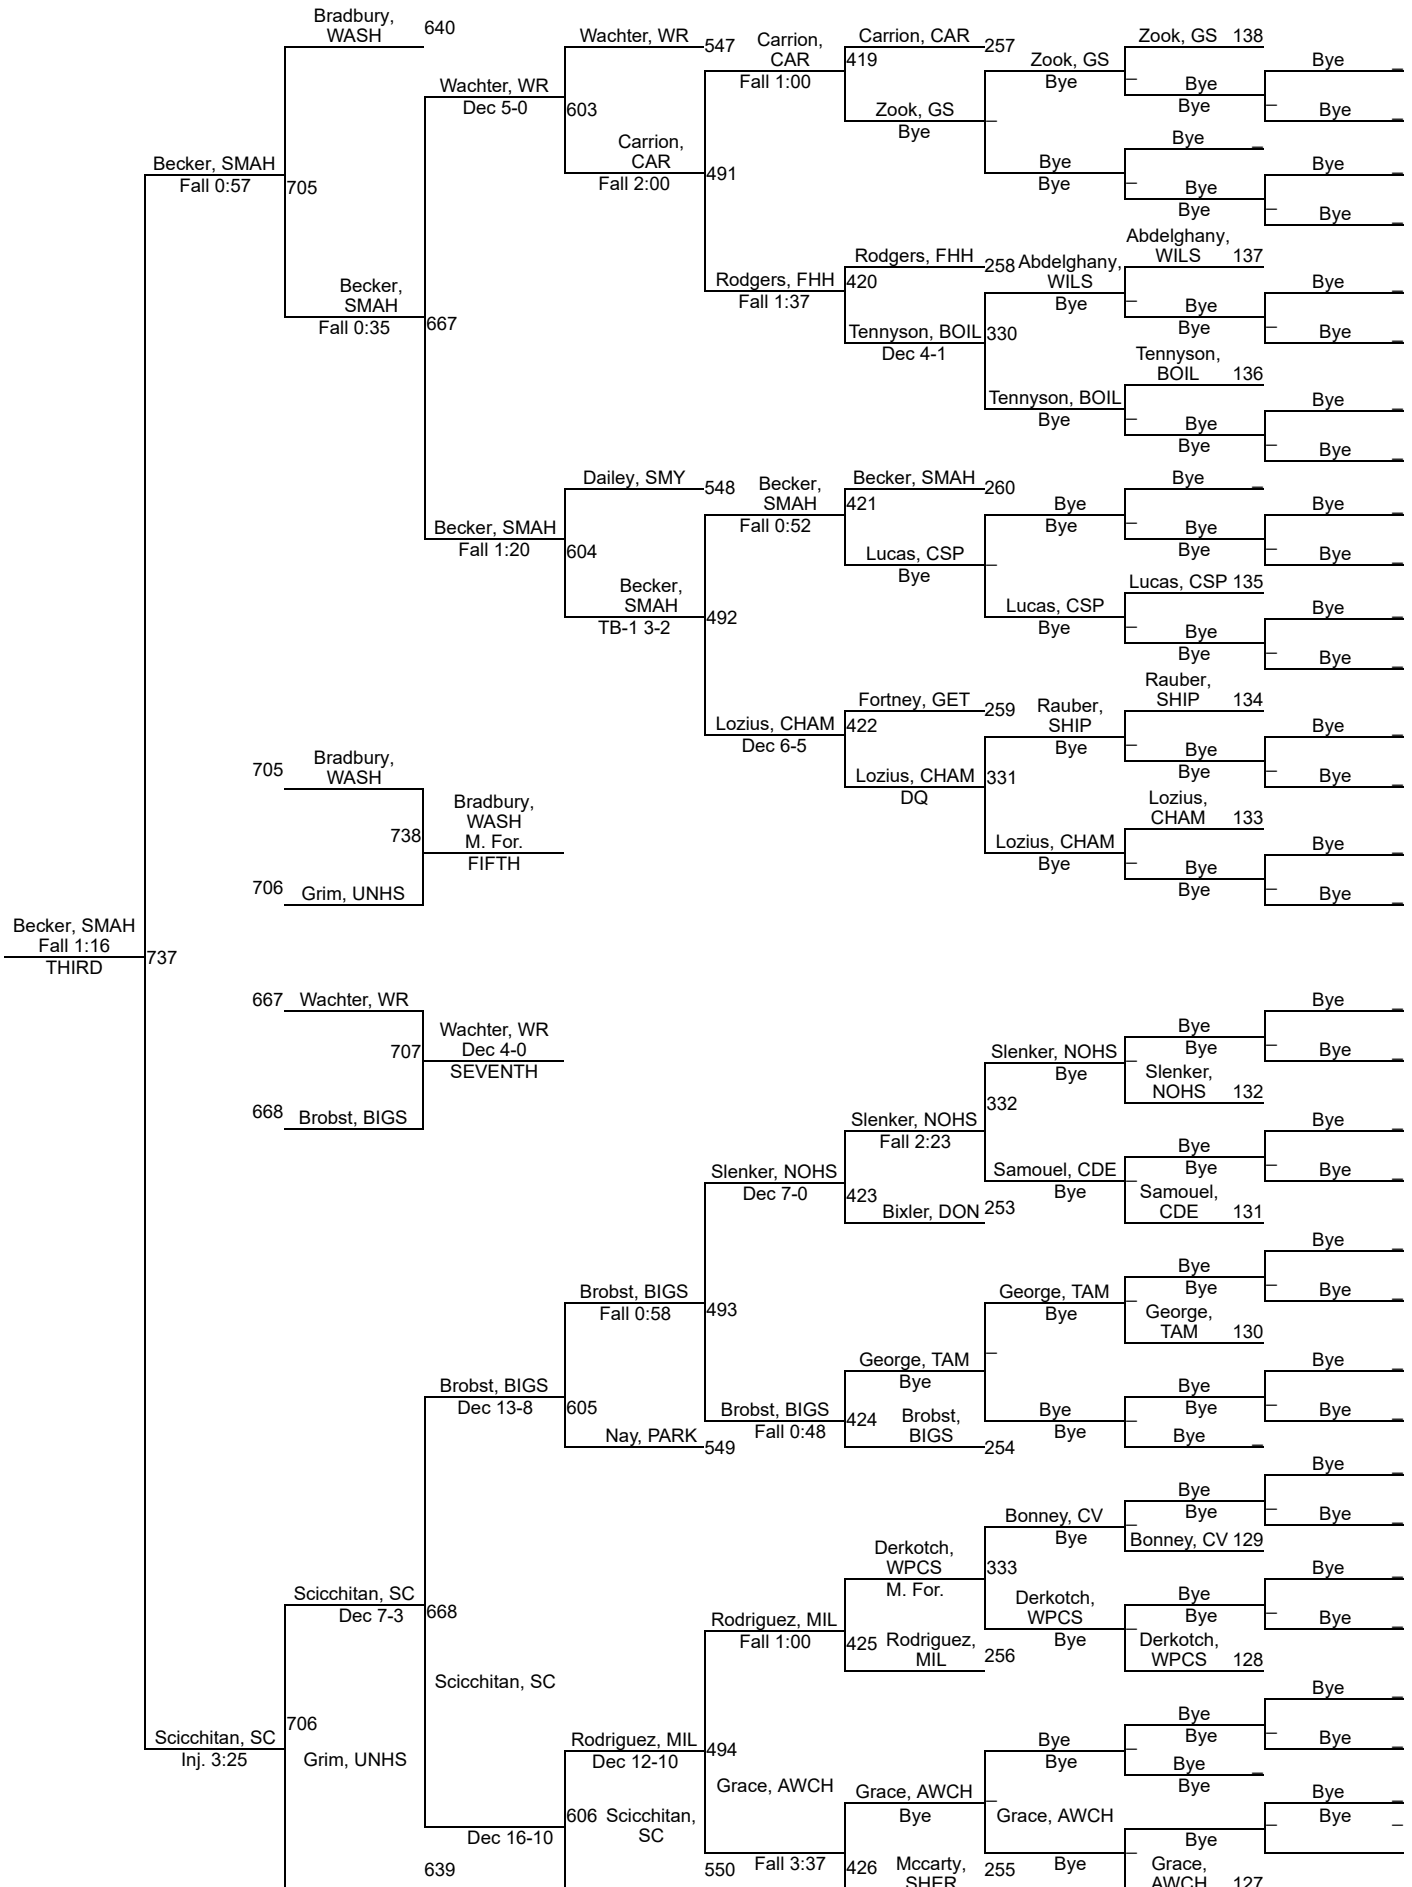 Bradbury,
WASH 640
Wachter, WR 547
Carrion,
CAR
Fall 1:00
Carrion, CAR 257
419
Zook, GS
Bye
Zook, GS
Bye
Zook, GS 138
Bye
Bye
Bye
Bye
Bye
Bye
Bye
Bye
Bye
Bye
Bye
Wachter, WR
Dec 5-0
603
Carrion,
CAR
Fall 2:00
491
Becker, SMAH
Fall 0:57
705
Rodgers, FHH
Fall 1:37
Rodgers, FHH 258
420
Tennyson, BOIL
Dec 4-1
330
Abdelghany,
WILS
Bye
Abdelghany,
WILS 137
Bye
Bye
Bye
Bye
Tennyson,
BOIL 136
Tennyson, BOIL
Bye
Bye
Bye
Bye
Bye
Becker,
SMAH
Fall 0:35
667
Dailey, SMY 548
Becker,
SMAH
Fall 0:52
Becker, SMAH 260
421
Lucas, CSP
Bye
Bye
Bye
Bye
Bye
Bye
Bye
Bye
Lucas, CSP 135
Lucas, CSP
Bye
Bye
Bye
Bye
Bye
Becker, SMAH
Fall 1:20
604
Becker,
SMAH
TB-1 3-2
492
Lozius, CHAM
Dec 6-5
Fortney, GET 259
422
Lozius, CHAM
DQ
331
Rauber,
SHIP
Bye
Rauber,
SHIP 134
Bye
Bye
Bye
Bye
Lozius,
CHAM 133
Lozius, CHAM
Bye
Bye
Bye
Bye
Bye
705 Bradbury,
WASH
738
Bradbury,
WASH
M. For.
FIFTH
706 Grim, UNHS
Becker, SMAH
Fall 1:16
THIRD
737
667 Wachter, WR
707
Wachter, WR
Dec 4-0
SEVENTH
668 Brobst, BIGS
Slenker, NOHS
Dec 7-0
Slenker, NOHS
Fall 2:23
423
Bixler, DON 253
Slenker, NOHS
Bye
332
Bye
Bye
Slenker,
NOHS 132
Bye
Bye
Samouel, CDE
Bye
Bye
Bye
Samouel,
CDE 131
Bye
Bye
Brobst, BIGS
Fall 0:58
493
George, TAM
Bye
Bye
Bye
George,
TAM 130
Bye
Bye
Brobst, BIGS
Dec 13-8
605
Nay, PARK 549
Brobst, BIGS
Fall 0:48
George, TAM
Bye
424 Brobst,
BIGS 254
Bye
Bye
Bye
Bye
Bye
Bye
Bye
Scicchitan, SC
Dec 7-3
668
Scicchitan, SC
Rodriguez, MIL
Fall 1:00
Derkotch,
WPCS
M. For.
425 Rodriguez,
MIL 256
Bonney, CV
Bye
333
Bye
Bye
Bonney, CV 129
Bye
Bye
Derkotch,
WPCS
Bye
Bye
Bye
Derkotch,
WPCS 128
Bye
Bye
Scicchitan, SC
Inj. 3:25
706
Grim, UNHS
Rodriguez, MIL
Dec 12-10
494
Grace, AWCH
Grace, AWCH
Bye
Bye
Bye
Bye
Bye
Bye
Bye
Bye
Bye
Dec 16-10
606 Scicchitan,
SC
Grace, AWCH
Bye
Bye
Bye
639
550 Fall 3:37
426 Mccarty,
SHER 255
Bye
Grace,
AWCH 127